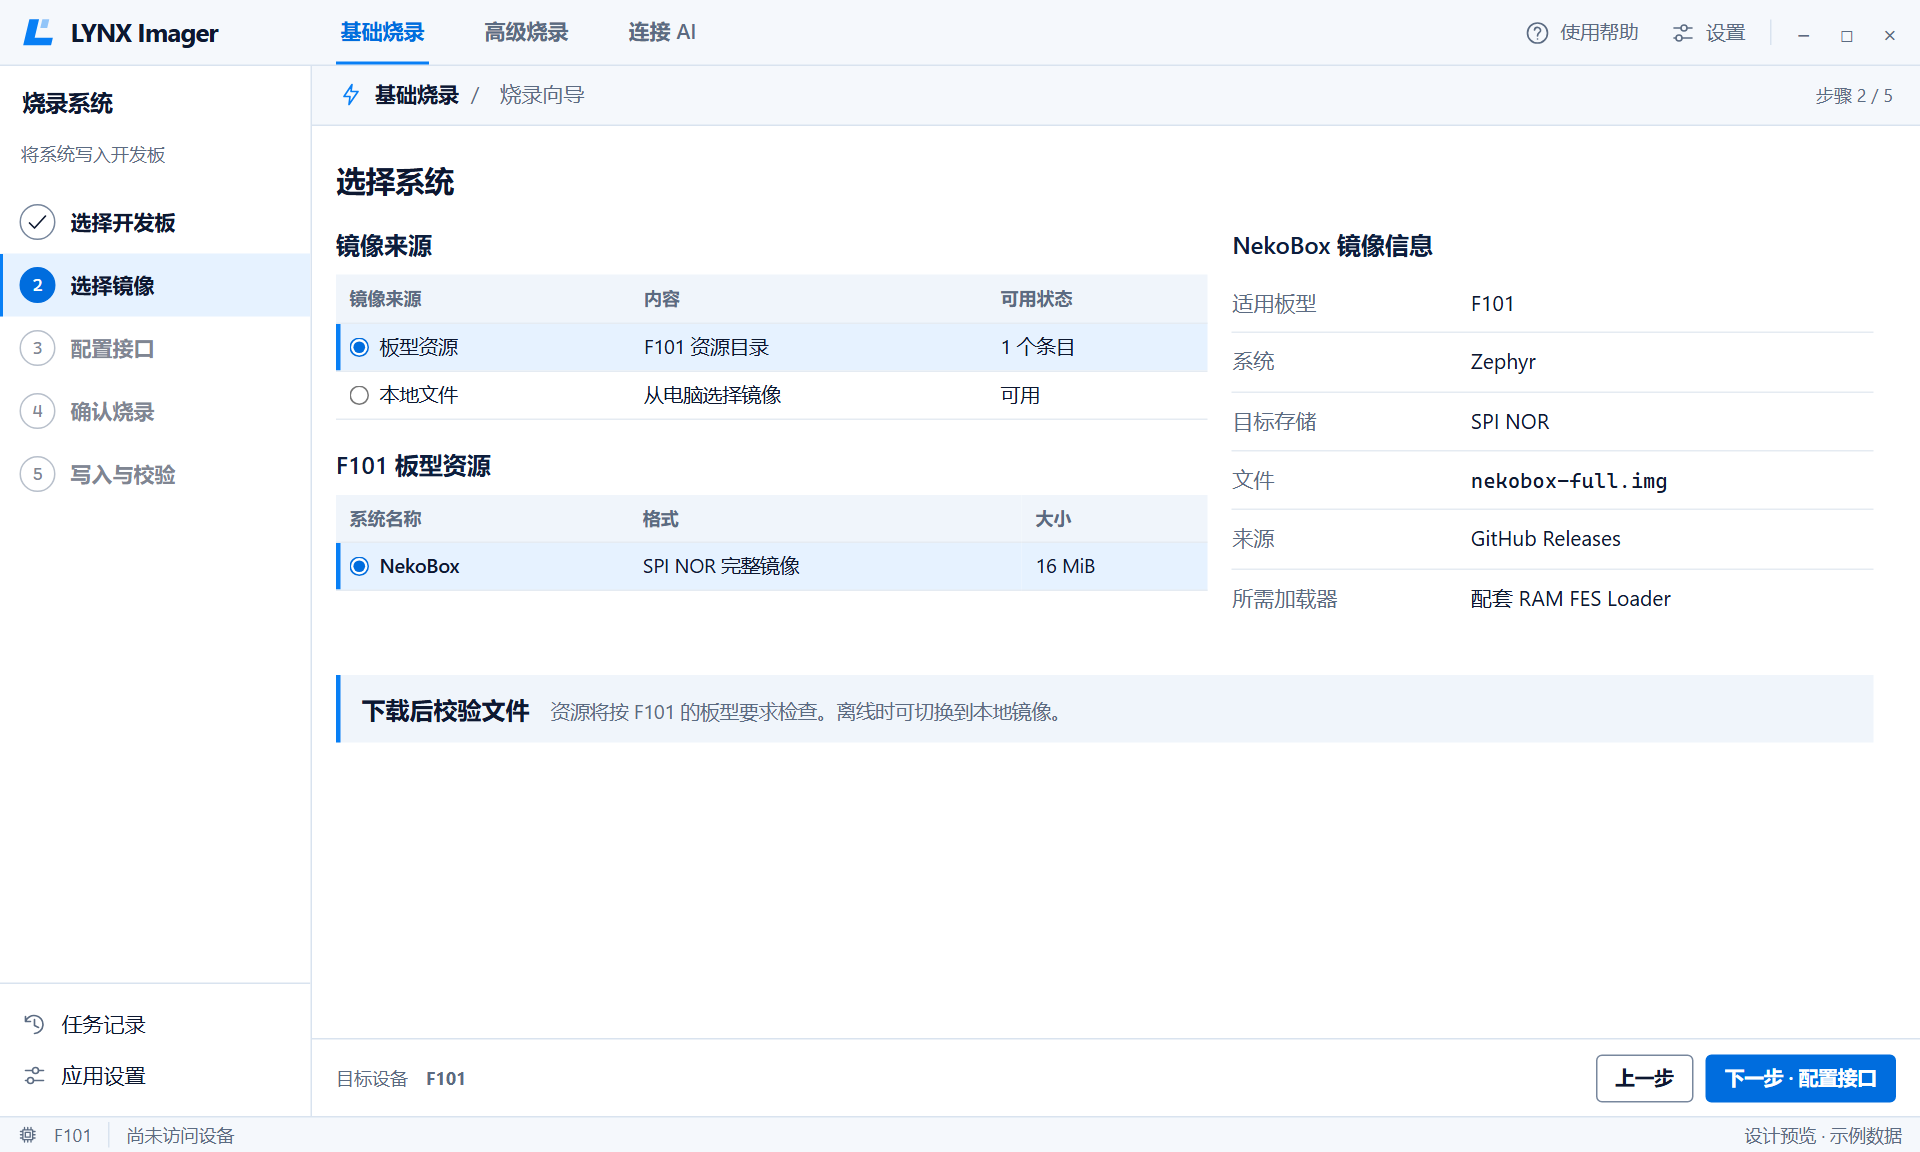 LYNX Imager
基础烧录
高级烧录
连接 AI
使用帮助
设置
烧录系统
将系统写入开发板
选择开发板
2 选择镜像
3 配置接口
4 确认烧录
5 写入与校验
任务记录
应用设置
基础烧录 / 烧录向导
步骤 2 / 5
选择系统
镜像来源
镜像来源 内容 可用状态
板型资源 F101 资源目录 1 个条目
本地文件 从电脑选择镜像 可用
F101 板型资源
系统名称 格式 大小
NekoBox SPI NOR 完整镜像 16 MiB
NekoBox 镜像信息
适用板型 F101
系统 Zephyr
目标存储 SPI NOR
文件 nekobox-full.img
来源 GitHub Releases
所需加载器 配套 RAM FES Loader
下载后校验文件 资源将按 F101 的板型要求检查。离线时可切换到本地镜像。
目标设备 F101
上一步
下一步 · 配置接口
F101 尚未访问设备
设计预览 · 示例数据